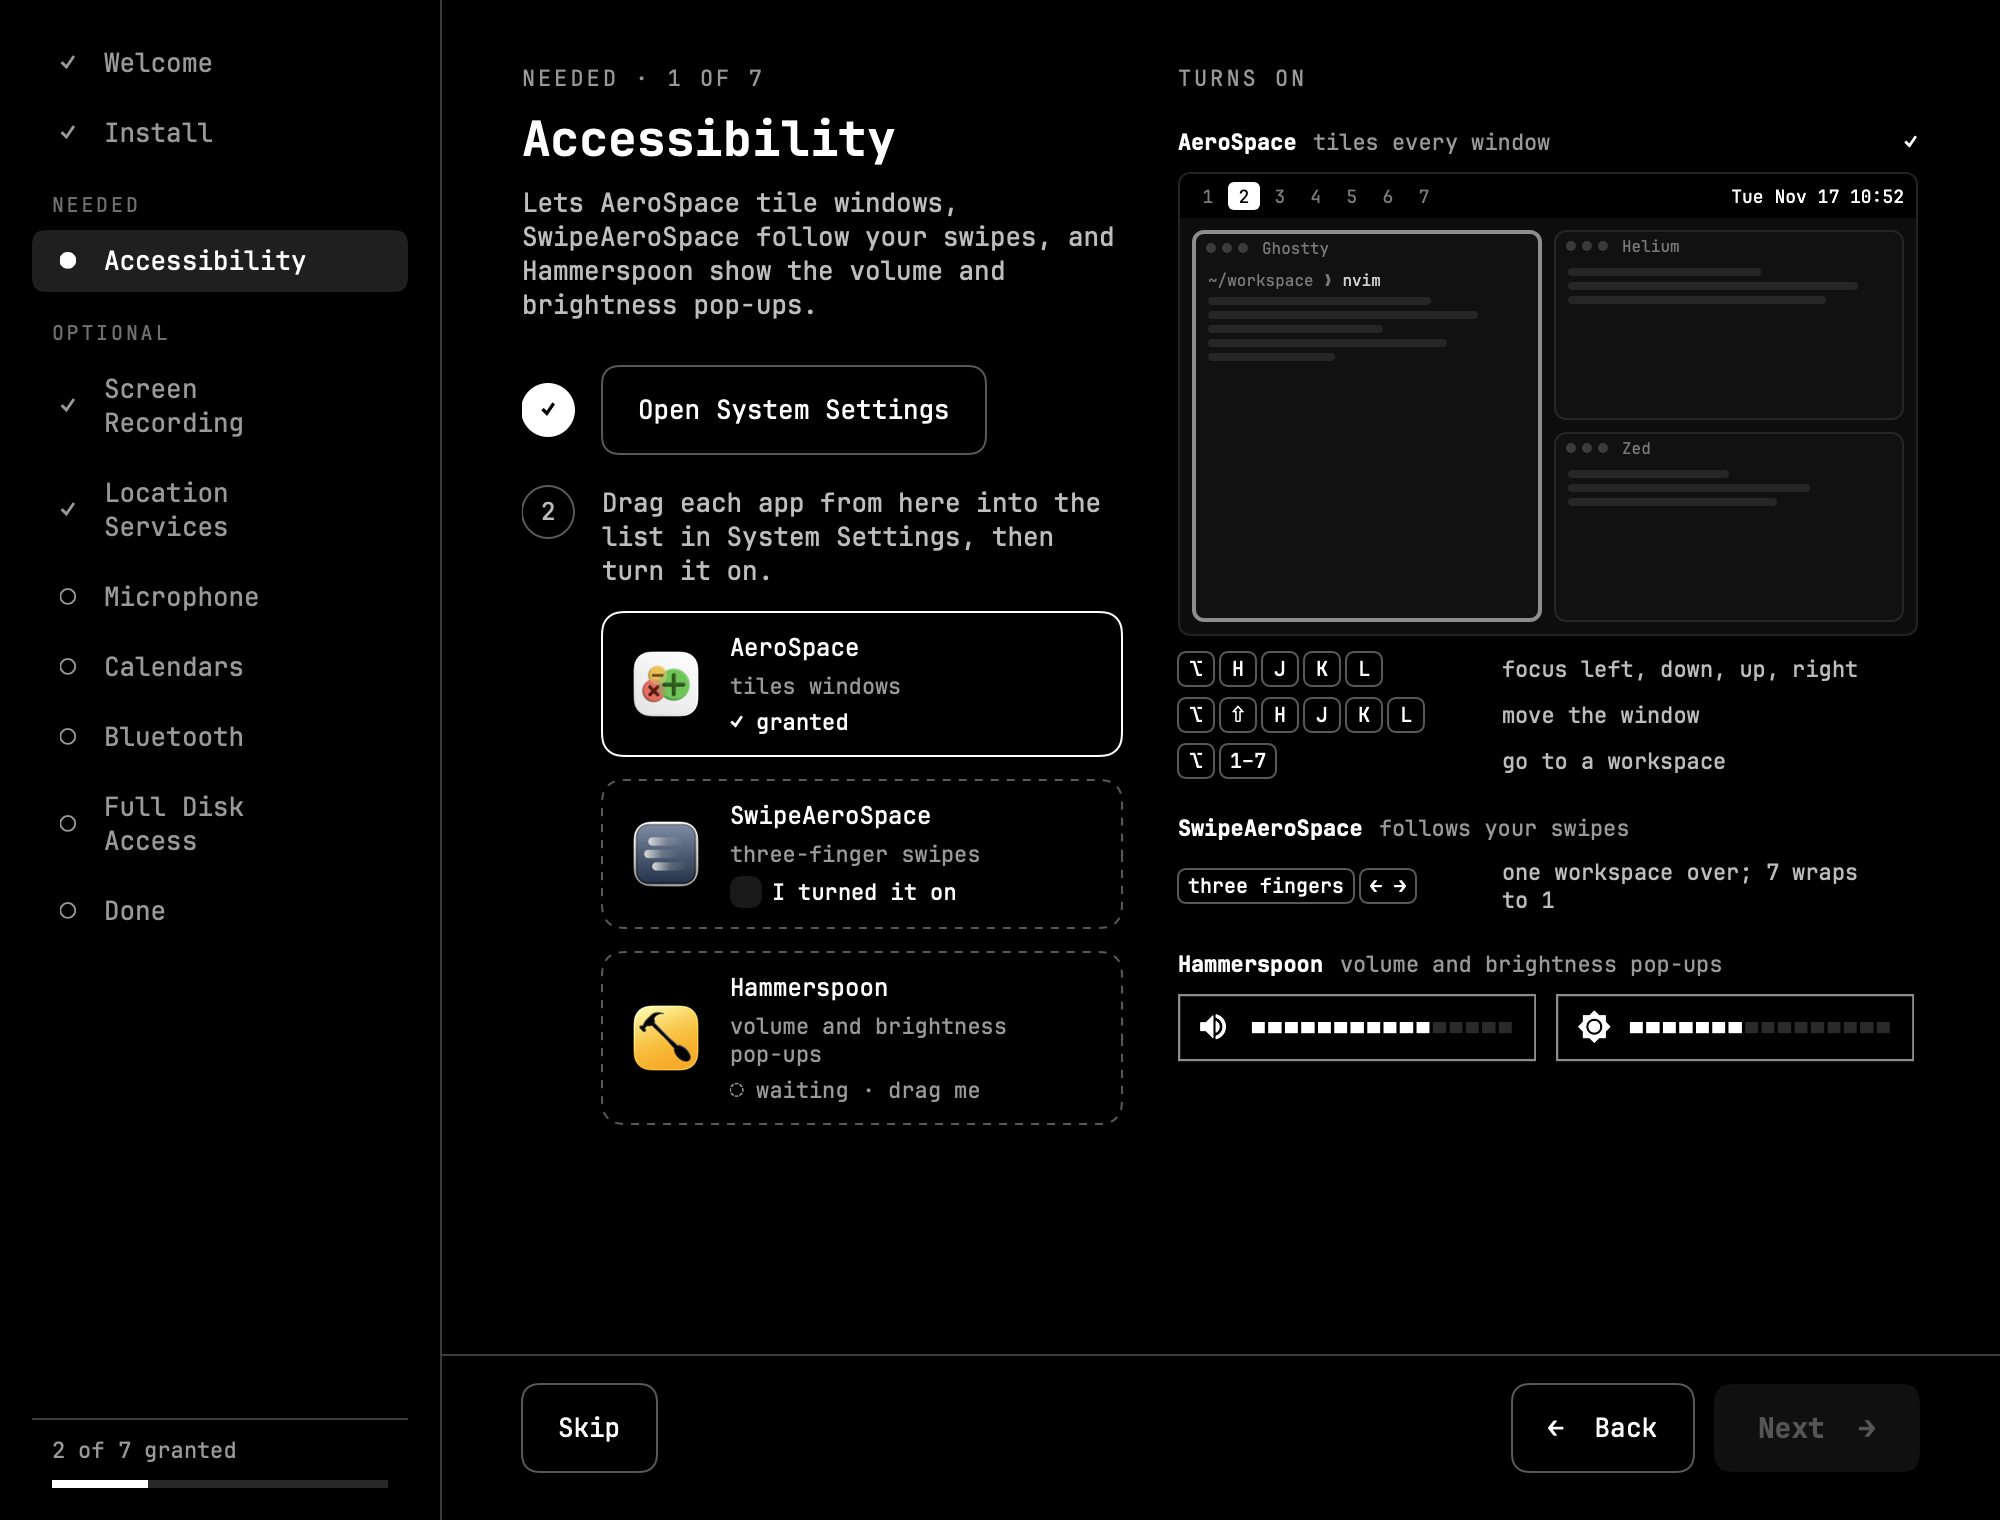 Welcome
Install
NEEDED
Accessibility
OPTIONAL
Screen
Recording
Location
Services
Microphone
Calendars
Bluetooth
Full Disk
Access
Done
2 of 7 granted
NEEDED · 1 OF 7
Accessibility
Lets AeroSpace tile windows,
SwipeAeroSpace follow your swipes, and
Hammerspoon show the volume and
brightness pop-ups.
Open System Settings
2
Drag each app from here into the
list in System Settings, then
turn it on.
AeroSpace
tiles windows
✓ granted
SwipeAeroSpace
three-finger swipes
I turned it on
Hammerspoon
volume and brightness
pop-ups
waiting · drag me
TURNS ON
AeroSpace tiles every window
1 2 3 4 5 6 7 Tue Nov 17 10:52
Ghostty
~/workspace ❯ nvim
Helium
Zed
⌥ H J K L focus left, down, up, right
⌥ ⇧ H J K L move the window
⌥ 1-7 go to a workspace
SwipeAeroSpace follows your swipes
three fingers ← → one workspace over; 7 wraps
to 1
Hammerspoon volume and brightness pop-ups
Skip
← Back
Next →